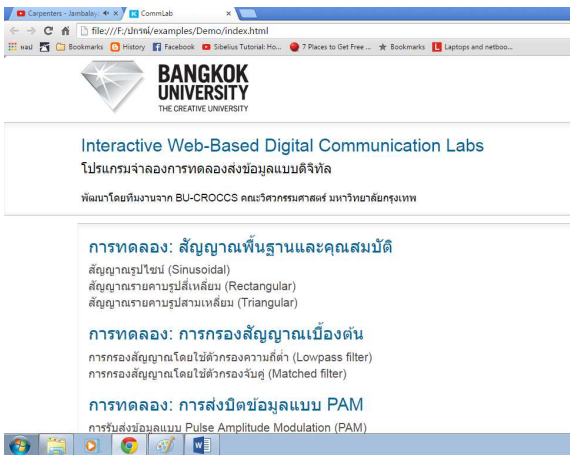 Carpenters - Jambalay
CommLab
file:///F:/ปกรณ์/examples/Demo/index.html
แอป
Bookmarks
History
Facebook
Sibelius Tutorial: Ho...
7 Places to Get Free ...
Bookmarks
Laptops and netboo...
BANGKOK
UNIVERSITY
THE CREATIVE UNIVERSITY
Interactive Web-Based Digital Communication Labs
โปรแกรมจำลองการทดลองส่งข้อมูลแบบดิจิทัล
พัฒนาโดยทีมงานจาก BU-CROCCS คณะวิศวกรรมศาสตร์ มหาวิทยาลัยกรุงเทพ
การทดลอง: สัญญาณพื้นฐานและคุณสมบัติ
สัญญาณรูปไซน์ (Sinusoidal)
สัญญาณรายคาบรูปสี่เหลี่ยม (Rectangular)
สัญญาณรายคาบรูปสามเหลี่ยม (Triangular)
การทดลอง: การกรองสัญญาณเบื้องต้น
การกรองสัญญาณโดยใช้ตัวกรองความถี่ต่ำ (Lowpass filter)
การกรองสัญญาณโดยใช้ตัวกรองจับคู่ (Matched filter)
การทดลอง: การส่งบิตข้อมูลแบบ PAM
การรับส่งข้อมูลแบบ Pulse Amplitude Modulation (PAM)